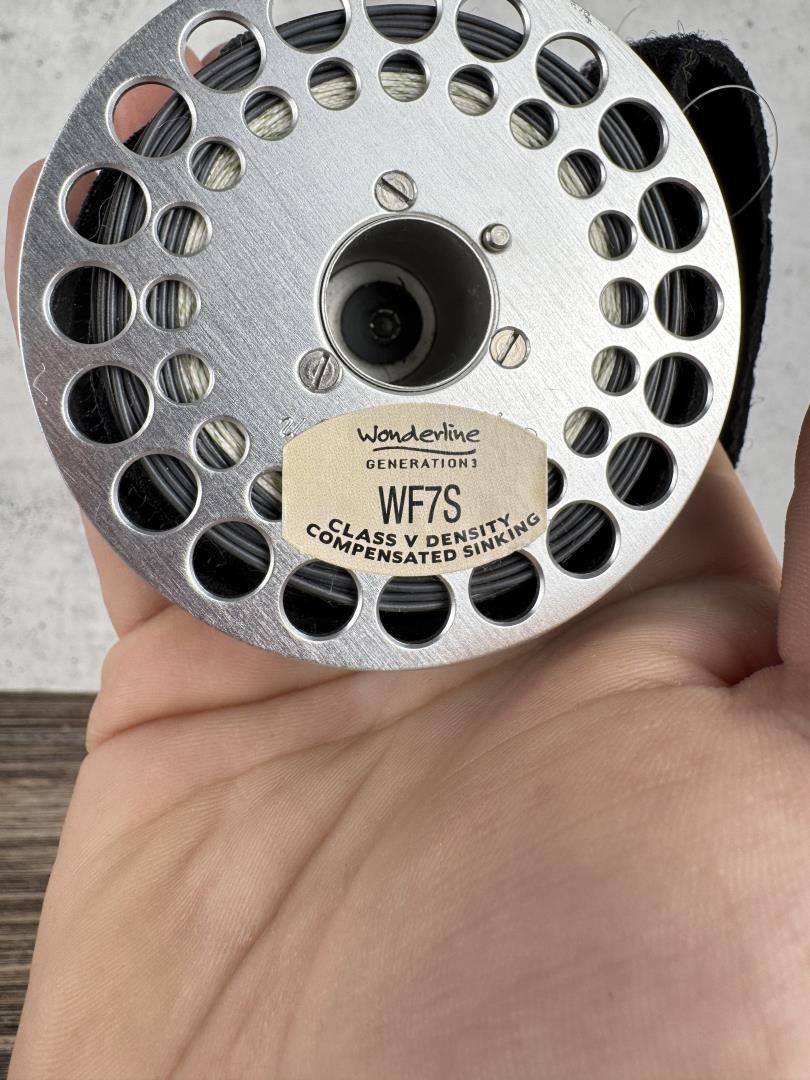 Wonderline
GENERATION 3
WF7S
CLASS V DENSITY
COMPENSATED SINKING